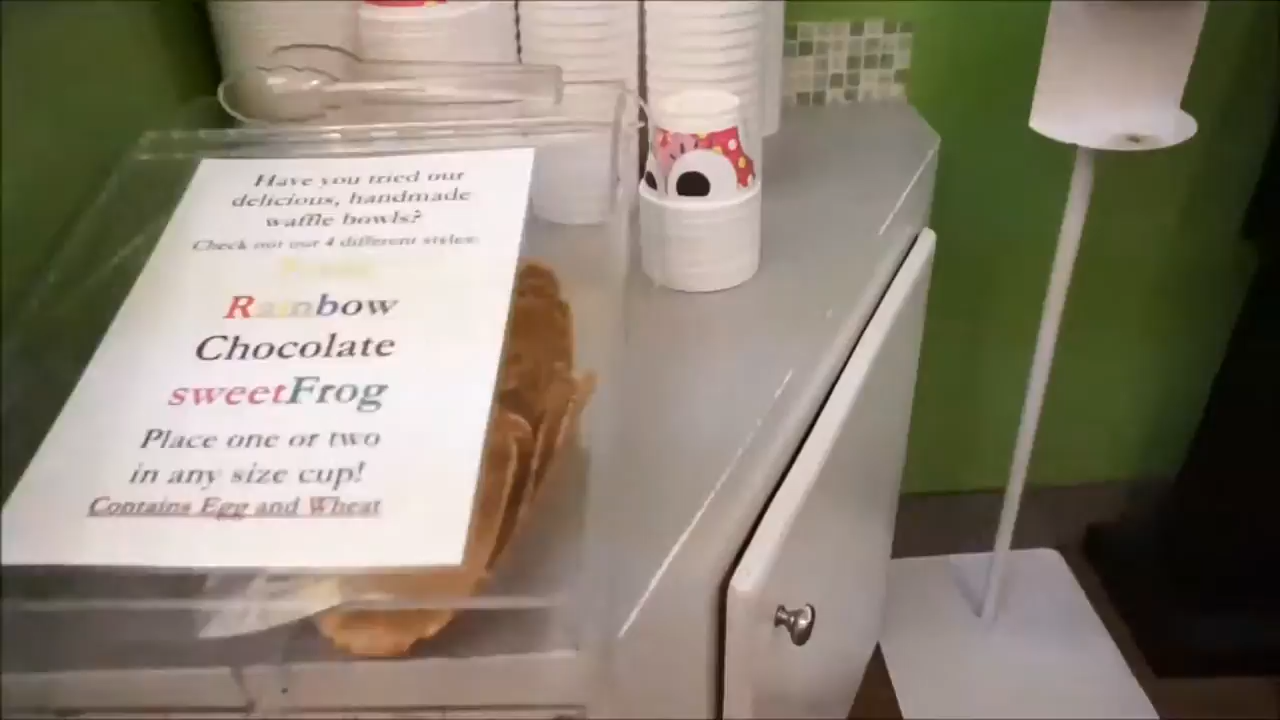 Have you tried our
delicious, handmade
waffle bowls?
Check out our 4 different styles:
Rainbow
Chocolate
sweetFrog
Place one or two
in any size cup!
Contains Egg and Wheat